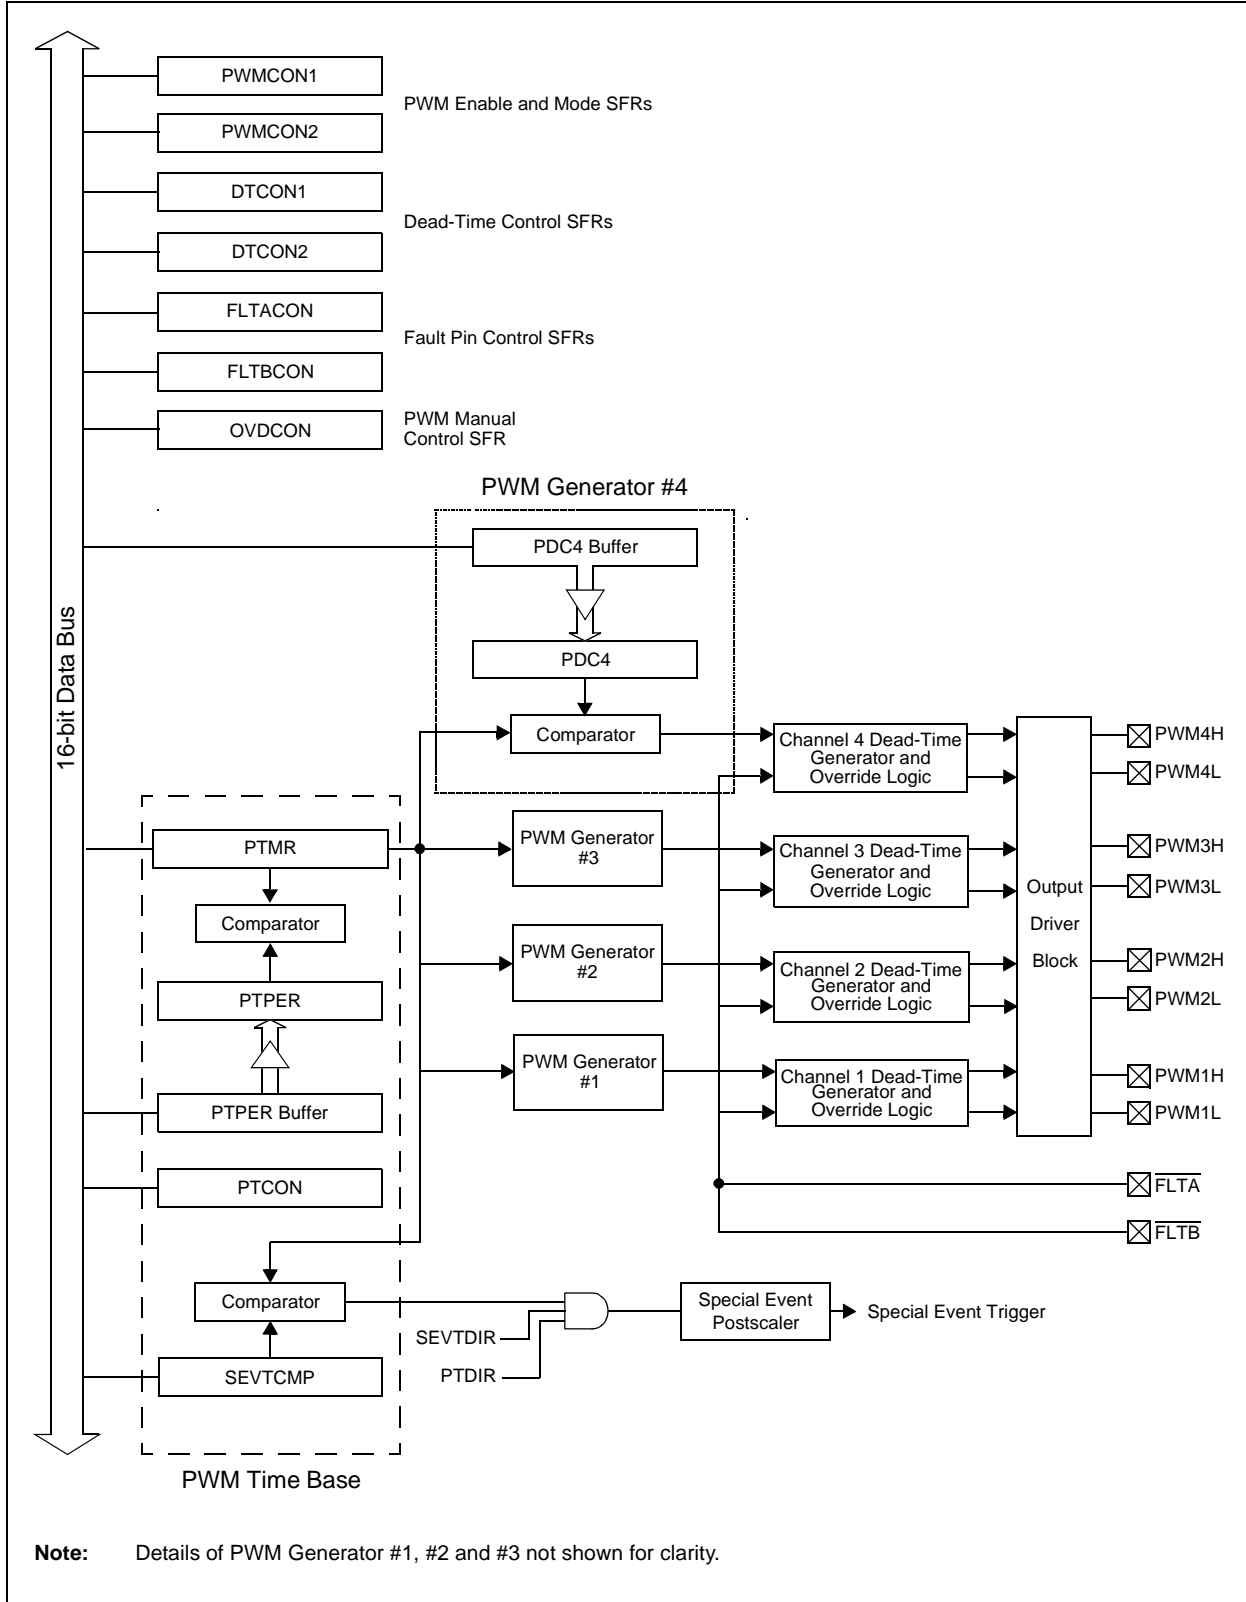 PWMCON1
PWM Enable and Mode SFRs
PWMCON2
DTCON1
Dead-Time Control SFRs
DTCON2
FLTACON
Fault Pin Control SFRs
FLTBCON
OVDCON
PWM Manual
Control SFR
16-bit Data Bus
PWM Generator #4
PDC4 Buffer
PDC4
Comparator
Channel 4 Dead-Time
Generator and
Override Logic
PWM4H
PWM4L
PTMR
PWM Generator
#3
Channel 3 Dead-Time
Generator and
Override Logic
PWM3H
PWM3L
Output
Driver
Block
Comparator
PWM Generator
#2
Channel 2 Dead-Time
Generator and
Override Logic
PWM2H
PWM2L
PTPER
PWM Generator
#1
Channel 1 Dead-Time
Generator and
Override Logic
PWM1H
PWM1L
PTPER Buffer
PTCON
FLTA
FLTB
Comparator
SEVTDIR
PTDIR
Special Event
Postscaler
Special Event Trigger
SEVTCMP
PWM Time Base
Note: Details of PWM Generator #1, #2 and #3 not shown for clarity.